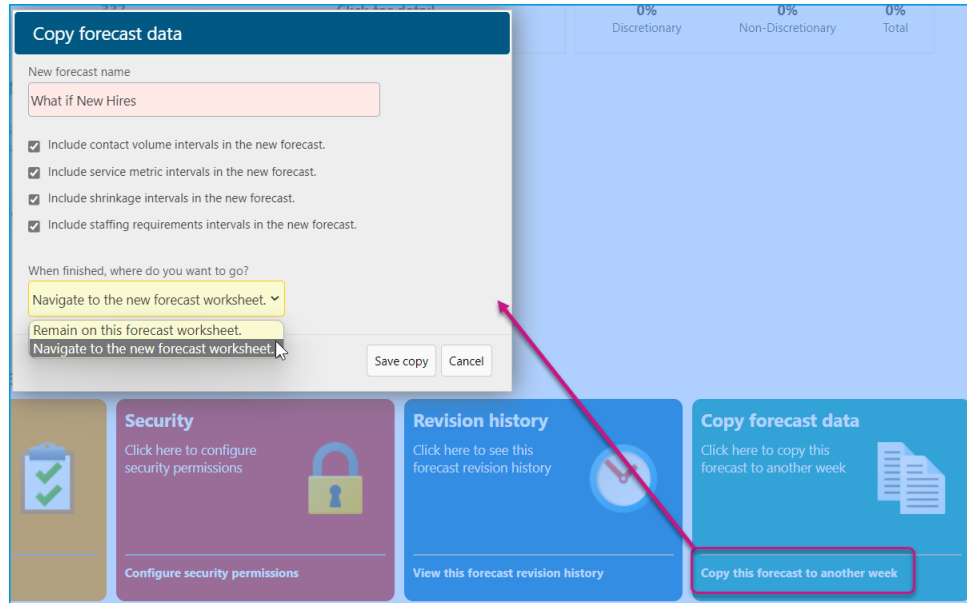 0%
0%
0%
Discretionary
Non-Discretionary
Total
Copy forecast data
New forecast name
What if New Hires
Include contact volume intervals in the new forecast.
Include service metric intervals in the new forecast.
Include shrinkage intervals in the new forecast.
Include staffing requirements intervals in the new forecast.
When finished, where do you want to go?
Navigate to the new forecast worksheet.
Remain on this forecast worksheet.
Navigate to the new forecast worksheet.
Save copy
Cancel
Security
Click here to configure
security permissions
Configure security permissions
Revision history
Click here to see this
forecast revision history
View this forecast revision history
Copy forecast data
Click here to copy this
forecast to another week
Copy this forecast to another week